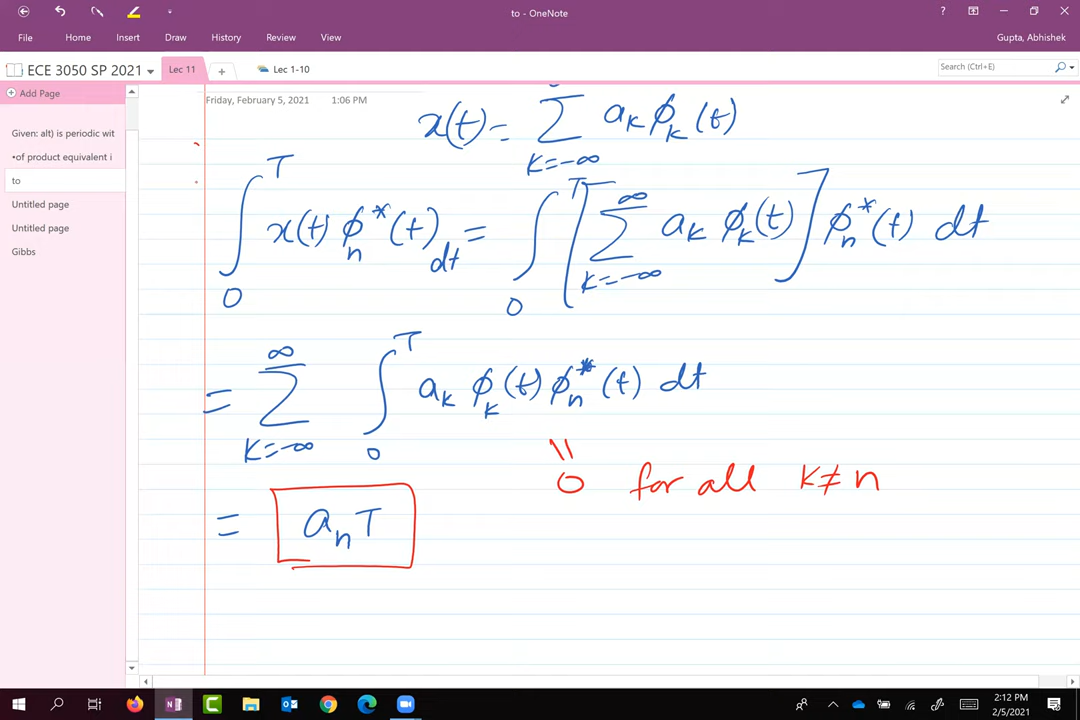 to - OneNote
?
File Home Insert Draw History Review View
Gupta, Abhishek
ECE 3050 SP 2021
Lec 11
+
Lec 1-10
Search (Ctrl+E)
Add Page
Given: alt) is periodic wit
•of product equivalent i
to
Untitled page
Untitled page
Gibbs
Friday, February 5, 2021 1:06 PM
x(t) = ∑_{k=-∞} a_k ϕ_k (t)
∫_0^T x(t) ϕ_n^* (t) dt = ∫_0^T [ ∑_{k=-∞}^∞ a_k ϕ_k (t) ] ϕ_n^* (t) dt
= ∑_{k=-∞}^∞ ∫_0^T a_k ϕ_k (t) ϕ_n^* (t) dt
"
0 for all k ≠ n
= a_n T
2:12 PM
2/5/2021